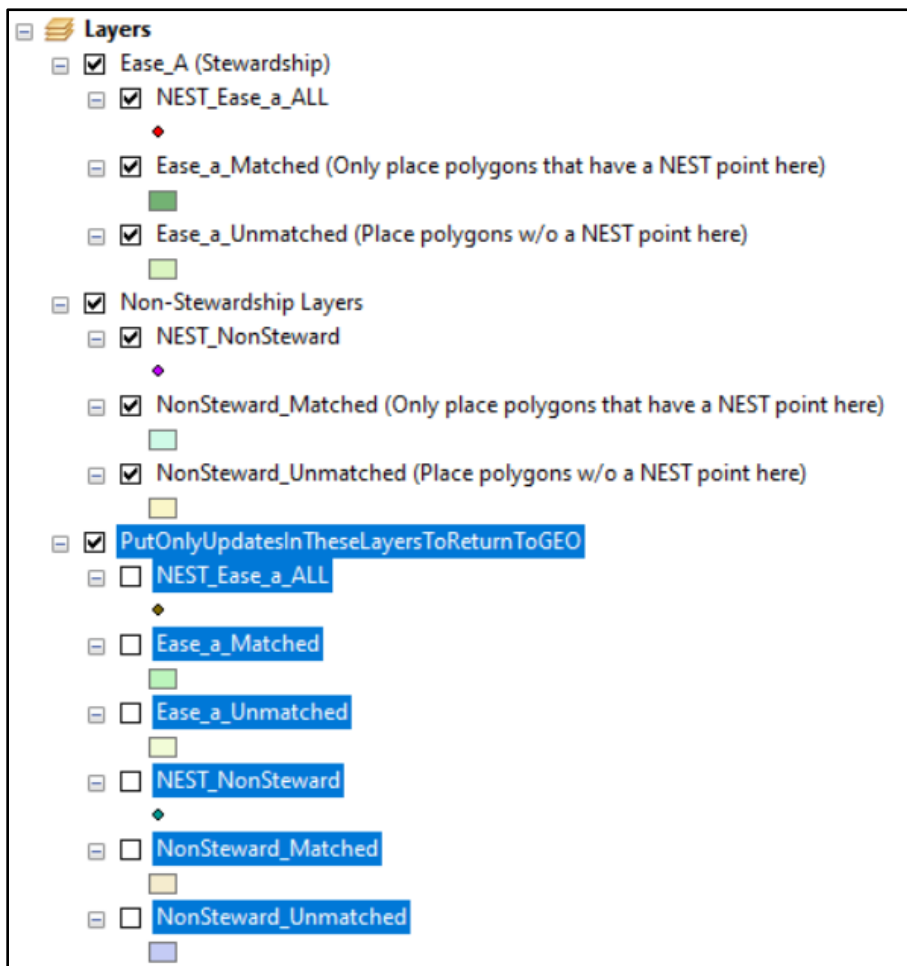 Layers
Ease_A (Stewardship)
NEST_Ease_a_ALL
Ease_a_Matched (Only place polygons that have a NEST point here)
Ease_a_Unmatched (Place polygons w/o a NEST point here)
Non-Stewardship Layers
NEST_NonSteward
NonSteward_Matched (Only place polygons that have a NEST point here)
NonSteward_Unmatched (Place polygons w/o a NEST point here)
PutOnlyUpdatesInTheseLayersToReturnToGEO
NEST_Ease_a_ALL
Ease_a_Matched
Ease_a_Unmatched
NEST_NonSteward
NonSteward_Matched
NonSteward_Unmatched